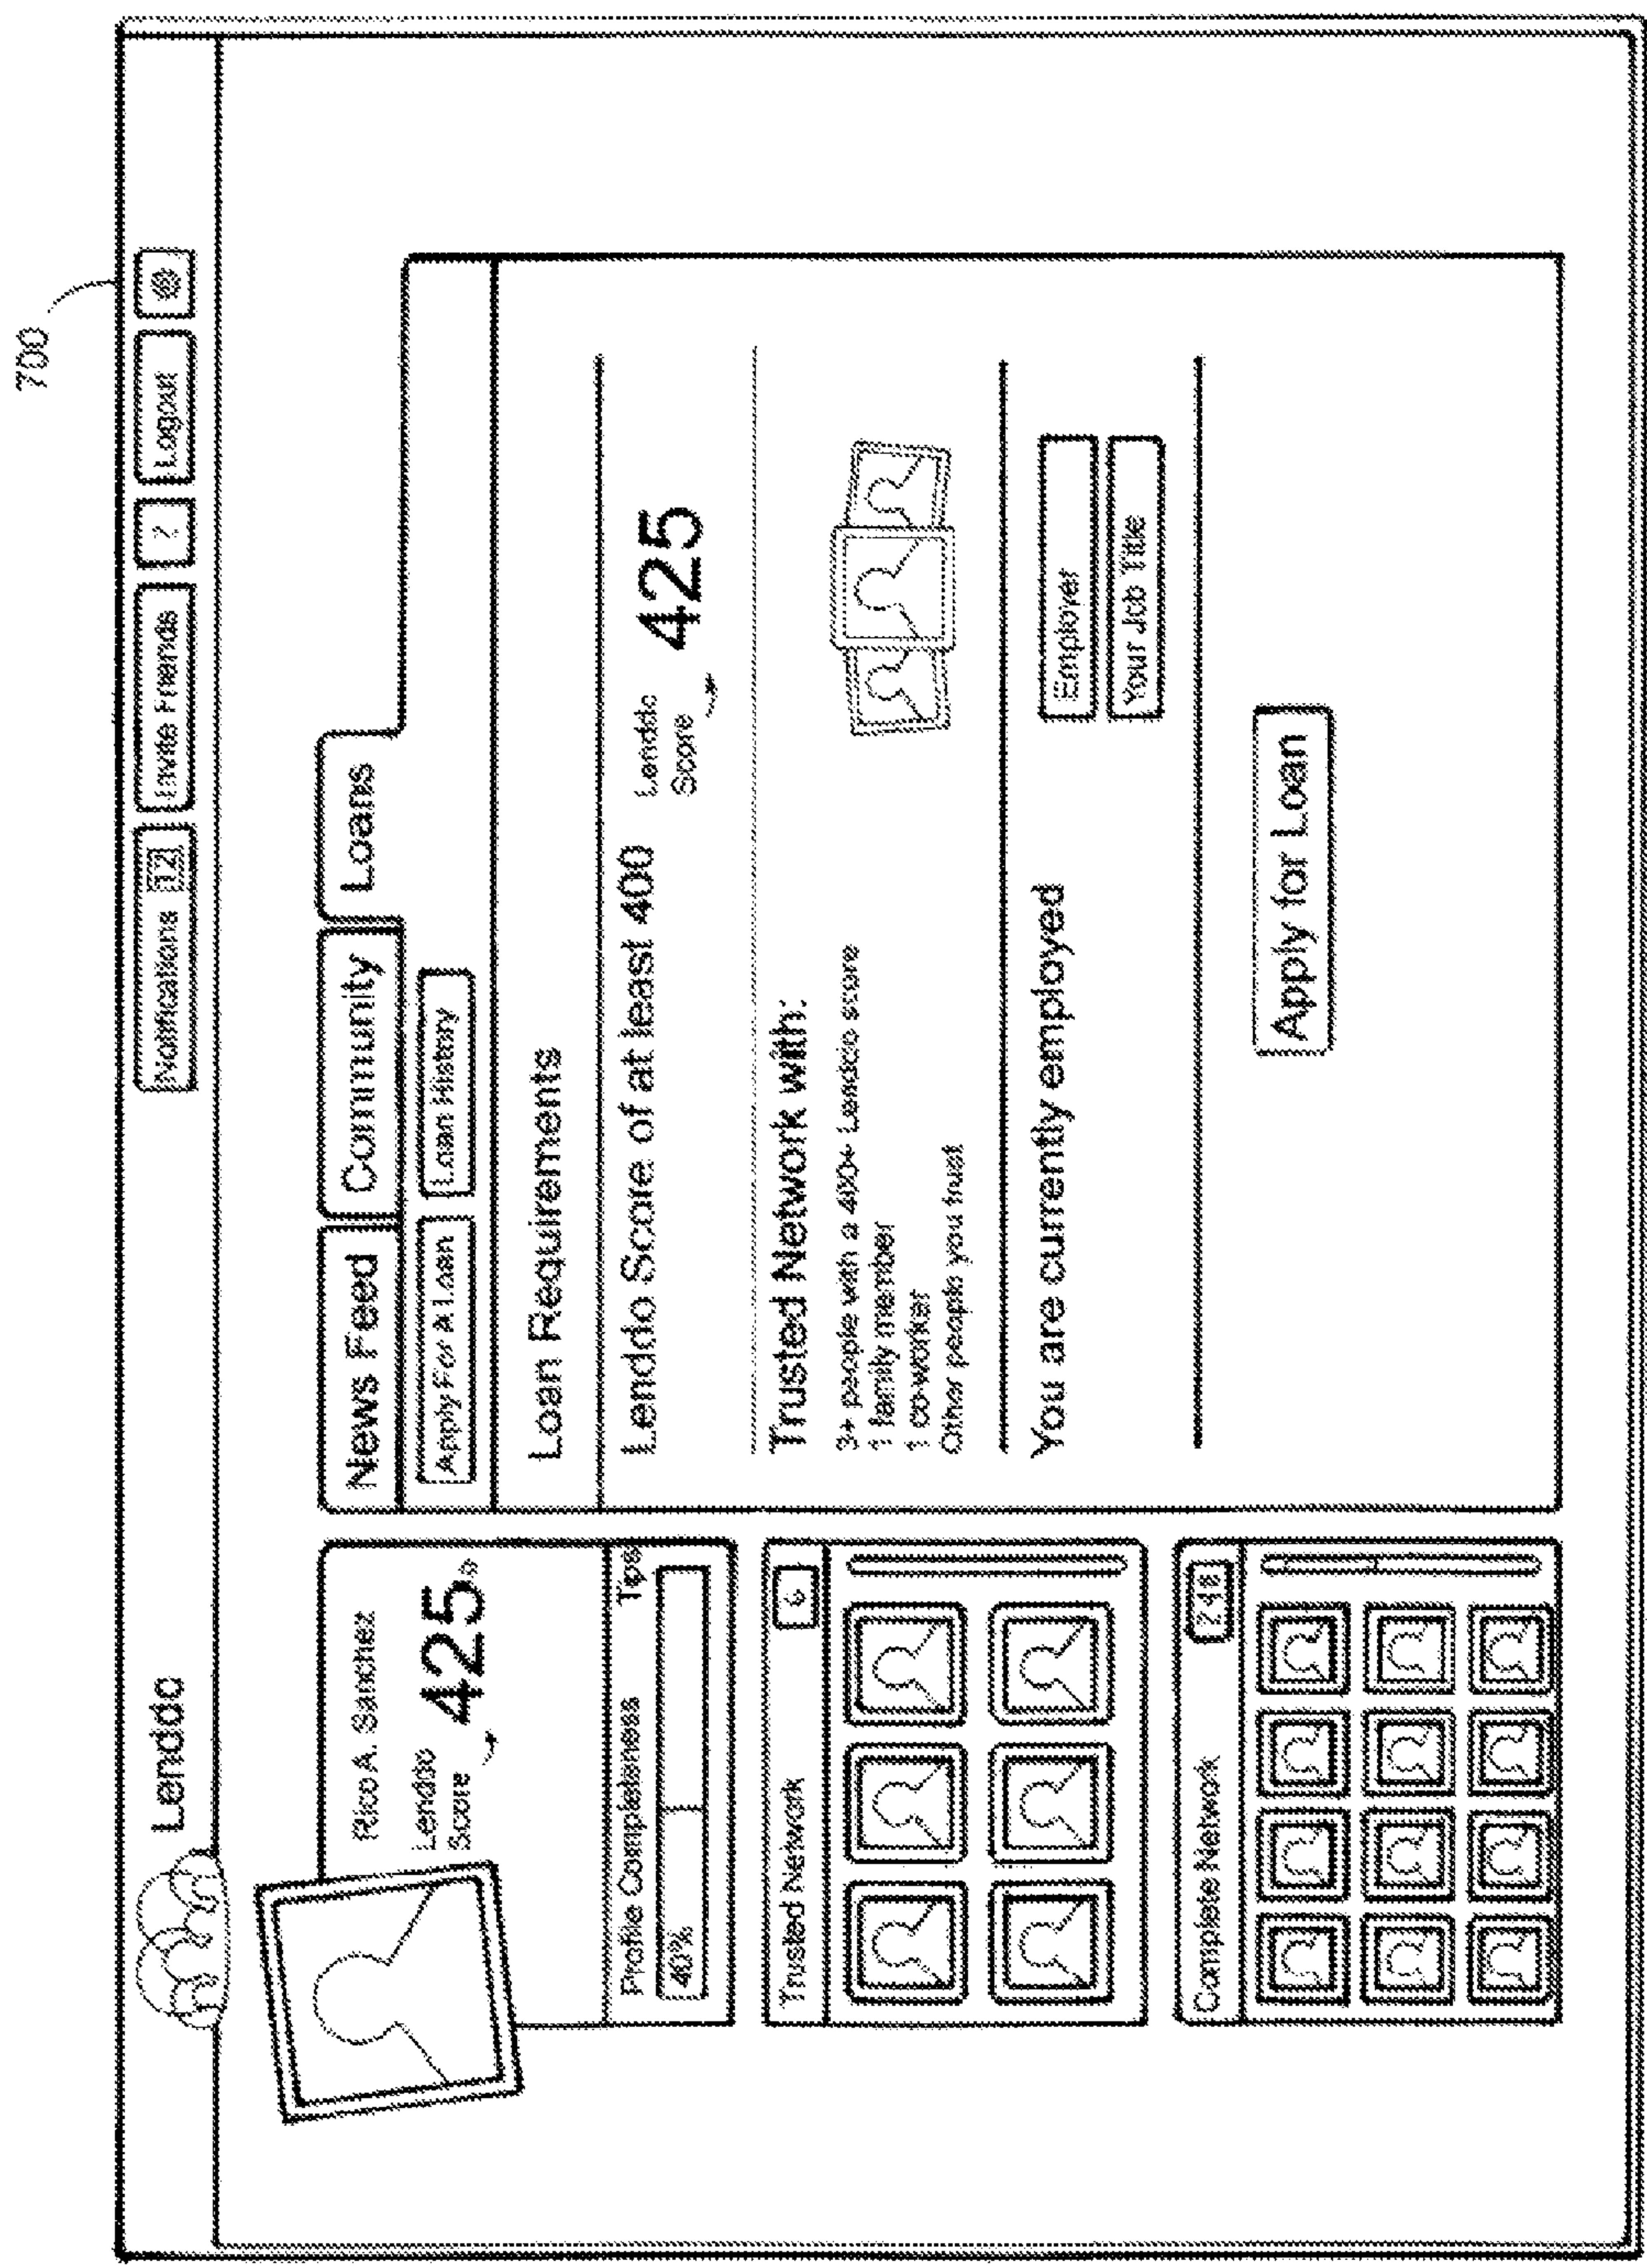 700
Lenddo
Notifications 12
Invite Friends
?
Logout
Rico A. Sanchez
Lenddo
Score
425
Profile Completeness Tips
40%
Trusted Network 6
Complete Network
News Feed
Community
Loans
Apply For A Loan
Loan History
Loan Requirements
Lenddo Score of at least 400
Lenddo
Score
425
Trusted Network with:
3+ people with a 400+ Lenddo score
1 family member
1 co-worker
Other people you trust
You are currently employed
Employer
Your Job Title
Apply for Loan